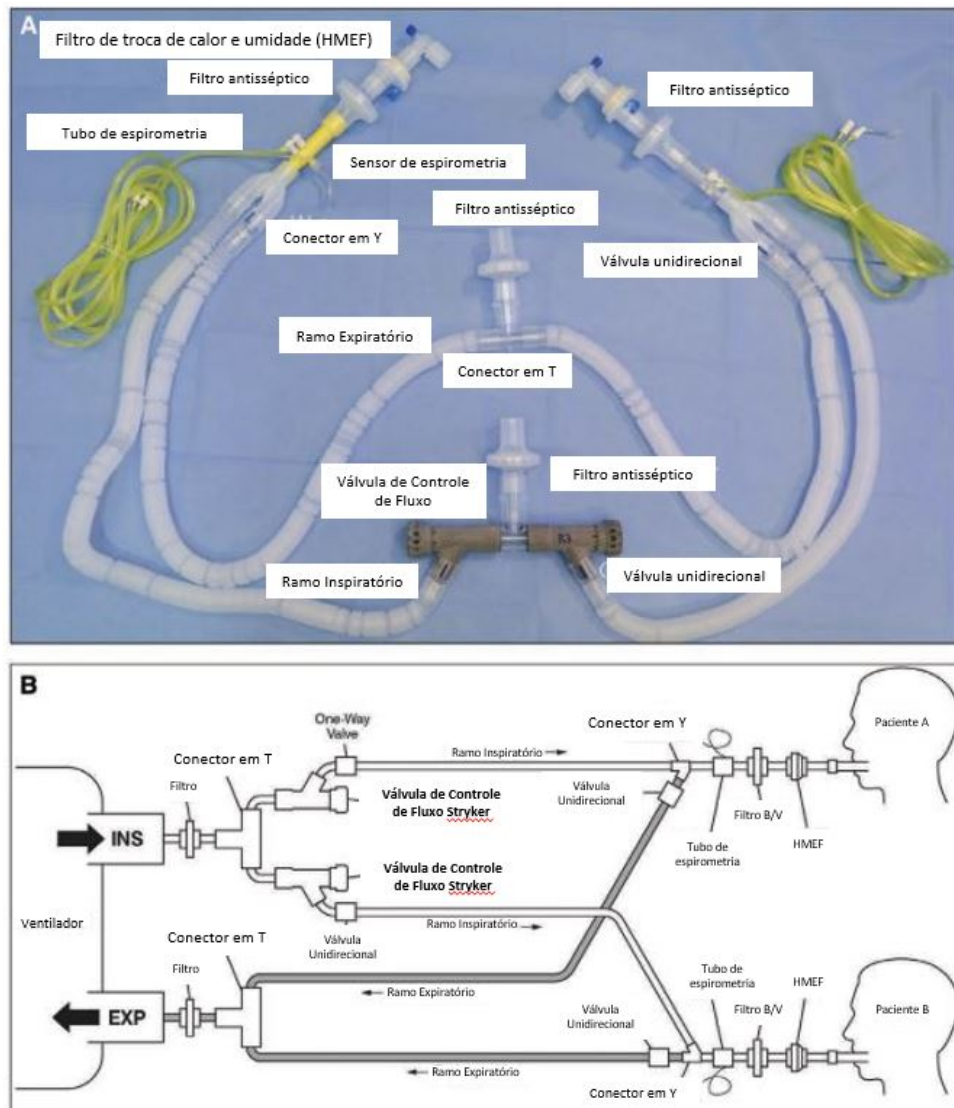 A
Filtro de troca de calor e umidade (HMEF)
Filtro antisséptico
Filtro antisséptico
Tubo de espirometria
Sensor de espirometria
Filtro antisséptico
Conector em Y
Válvula unidirecional
Ramo Expiratório
Conector em T
Válvula de Controle
de Fluxo
Filtro antisséptico
Ramo Inspiratório
Válvula unidirecional
B
One-Way
Valve
Conector em Y
Paciente A
Ramo Inspiratório
Conector em T
Filtro
Válvula de Controle
de Fluxo Stryker
Válvula
Unidirecional
Filtro B/V
INS
Tubo de
espirometria
HMEF
Válvula de Controle
de Fluxo Stryker
Ventilador
Ramo Inspiratório
Conector em T
Válvula
Unidirecional
Filtro
Tubo de
espirometria
HMEF
Ramo Expiratório
Filtro B/V
EXP
Válvula
Unidirecional
Paciente B
Ramo Expiratório
Conector em Y